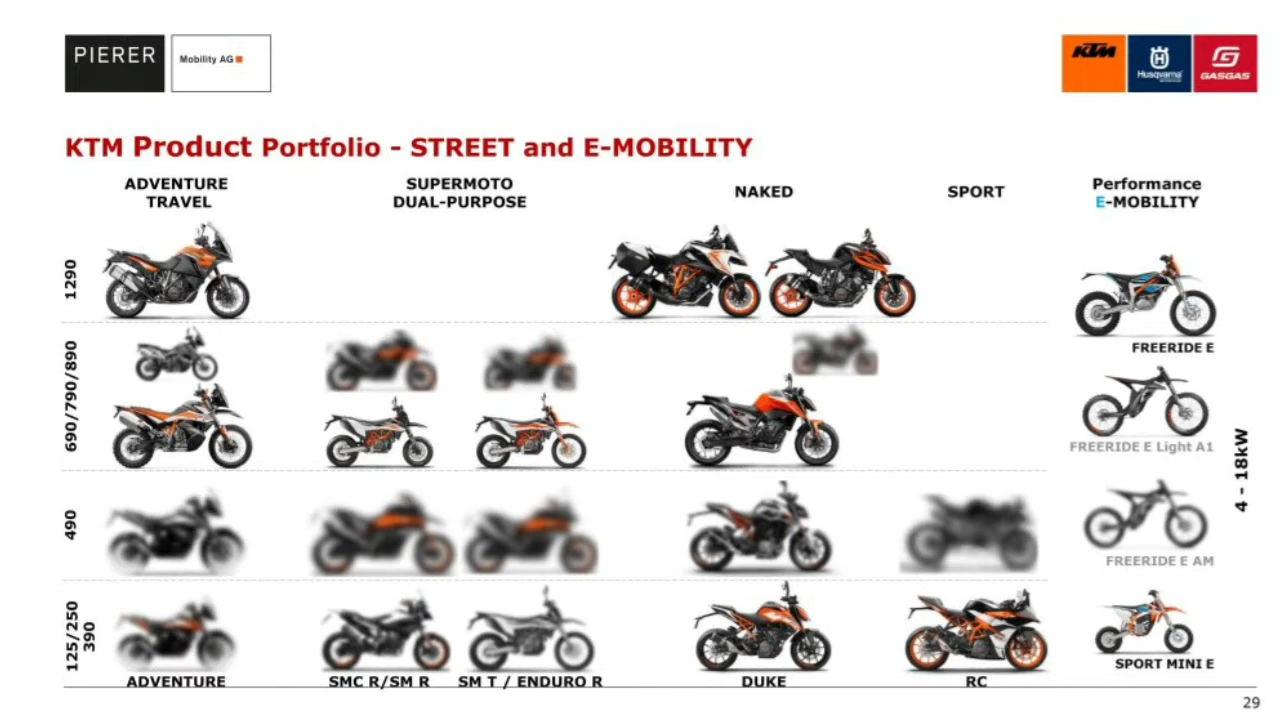 PIERER
Mobility AG
KTM
Husqvarna
GASGAS
KTM Product Portfolio - STREET and E-MOBILITY
ADVENTURE
TRAVEL
SUPERMOTO
DUAL-PURPOSE
NAKED
SPORT
Performance
E-MOBILITY
1290
FREERIDE E
690/790/890
FREERIDE E Light A1
4 - 18kW
490
FREERIDE E AM
125/250
390
SPORT MINI E
ADVENTURE
SMC R/SM R
SM T / ENDURO R
DUKE
RC
29